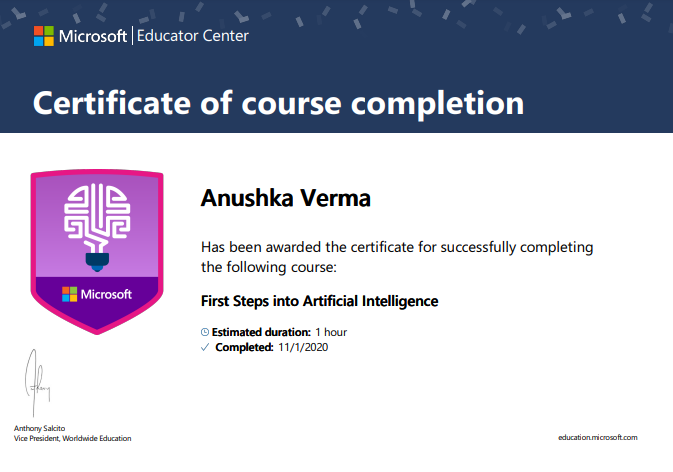 Microsoft | Educator Center
Certificate of course completion
Anushka Verma
Has been awarded the certificate for successfully completing
the following course:
First Steps into Artificial Intelligence
Estimated duration: 1 hour
Completed: 11/1/2020
Microsoft
Anthony Salcito
Vice President, Worldwide Education
education.microsoft.com